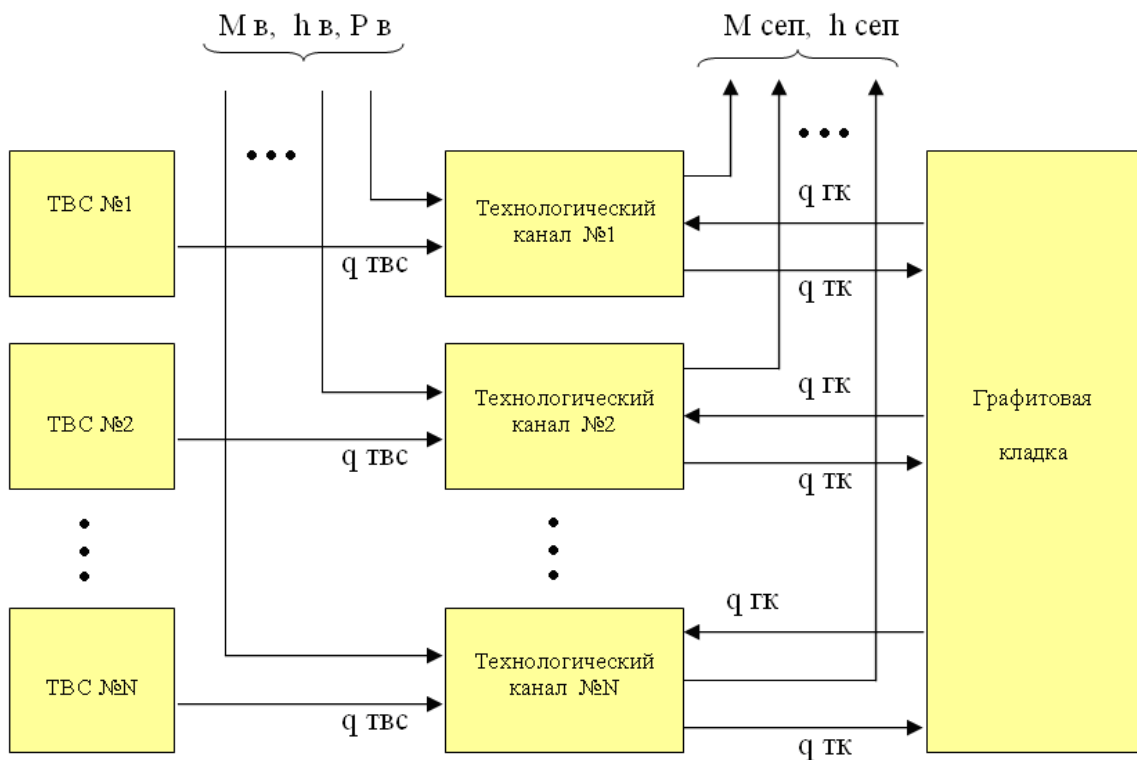 М в, h в, Р в
М сеп, h сеп
ТВС №1
Технологический
канал №1
q гк
q твс
q тк
ТВС №2
Технологический
канал №2
q гк
Графитовая
кладка
q твс
q тк
q гк
ТВС №N
Технологический
канал №N
q твс
q тк